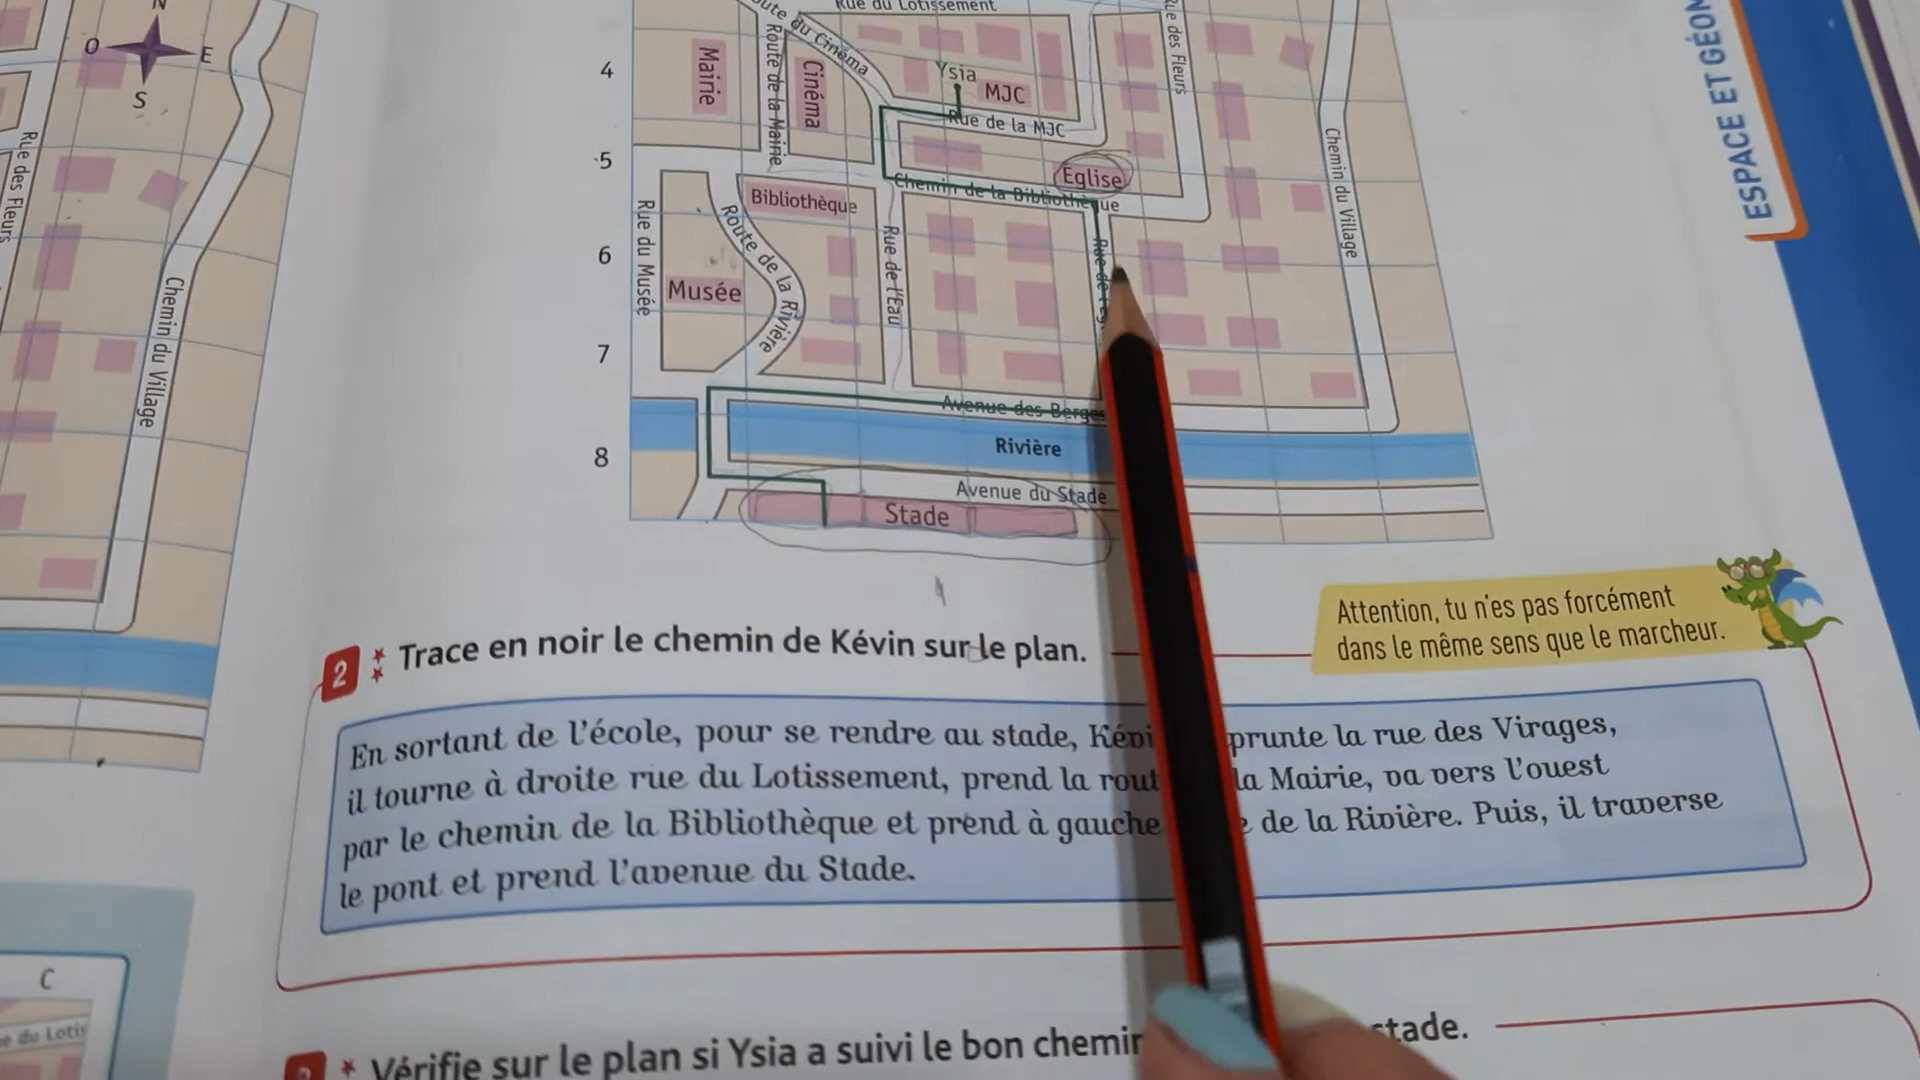 N
O
E
S
Rue des Fleurs
Chemin du Village
C
4
5
6
7
8
Rue du Lotissement
Route du Cinéma
Route de la Mairie
Mairie
Cinéma
Ysia
MJC
Rue de la MJC
Rue des Fleurs
Chemin du Village
Eglise
Chemin de la Bibliothèque
Bibliothèque
Rue du Musée
Route de la Rivière
Rue de l'Eau
Musée
Avenue des Berges
Rivière
Avenue du Stade
Stade
ESPACE ET GÉOM
Attention, tu n'es pas forcément
dans le même sens que le marcheur.
2 Trace en noir le chemin de Kévin sur le plan.
En sortant de l'école, pour se rendre au stade, Kévi prunte la rue des Virages,
il tourne à droite rue du Lotissement, prend la rout la Mairie, va vers l'ouest
par le chemin de la Bibliothèque et prend à gauche de la Rivière. Puis, il traverse
le pont et prend l'avenue du Stade.
Vérifie sur le plan si Ysia a suivi le bon chemin stade.